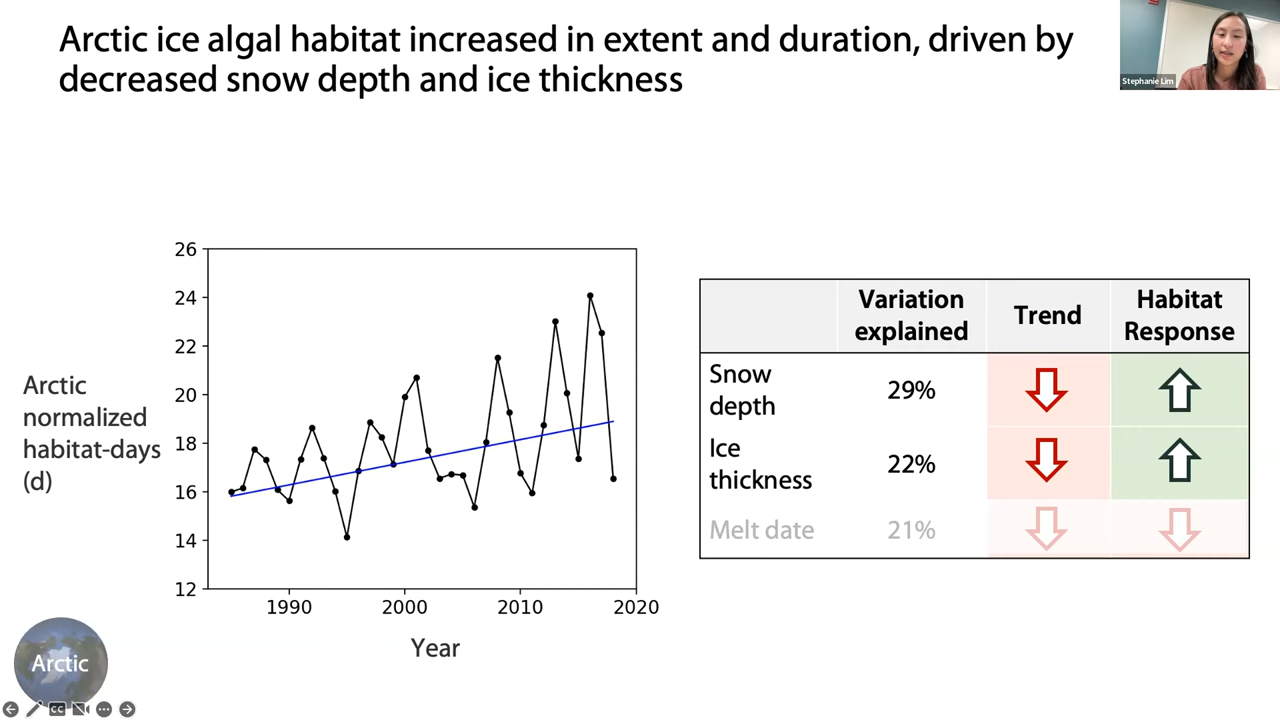 Arctic ice algal habitat increased in extent and duration, driven by
decreased snow depth and ice thickness
Stephanie Lim
Arctic
normalized
habitat-days
(d)
26
24
22
20
18
16
14
12
1990 2000 2010 2020
Year
Variation
explained
Trend
Habitat
Response
Snow
depth
29%
Ice
thickness
22%
Melt date 21%
Arctic
CC